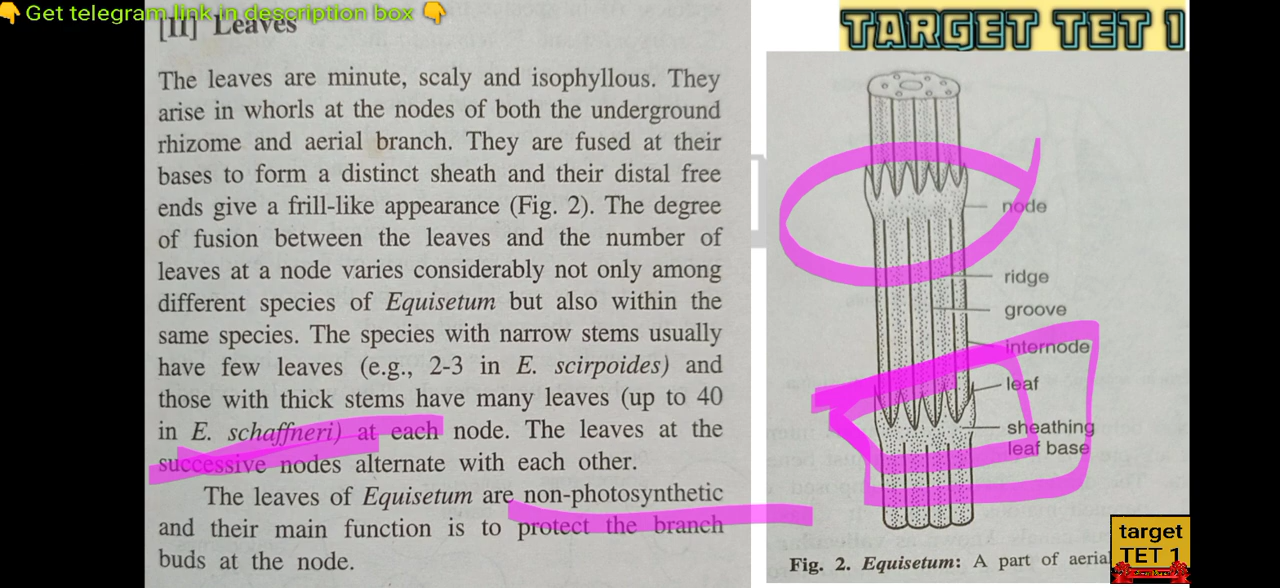 👇 Get telegram link in description box 👇
[II] Leaves
The leaves are minute, scaly and isophyllous. They
arise in whorls at the nodes of both the underground
rhizome and aerial branch. They are fused at their
bases to form a distinct sheath and their distal free
ends give a frill-like appearance (Fig. 2). The degree
of fusion between the leaves and the number of
leaves at a node varies considerably not only among
different species of Equisetum but also within the
same species. The species with narrow stems usually
have few leaves (e.g., 2-3 in E. scirpoides) and
those with thick stems have many leaves (up to 40
in E. schaffneri) at each node. The leaves at the
successive nodes alternate with each other.
The leaves of Equisetum are non-photosynthetic
and their main function is to protect the branch
buds at the node.
TARGET TET 1
node
ridge
groove
internode
leaf
sheathing
leaf base
Fig. 2. Equisetum: A part of aerial
target
TET 1